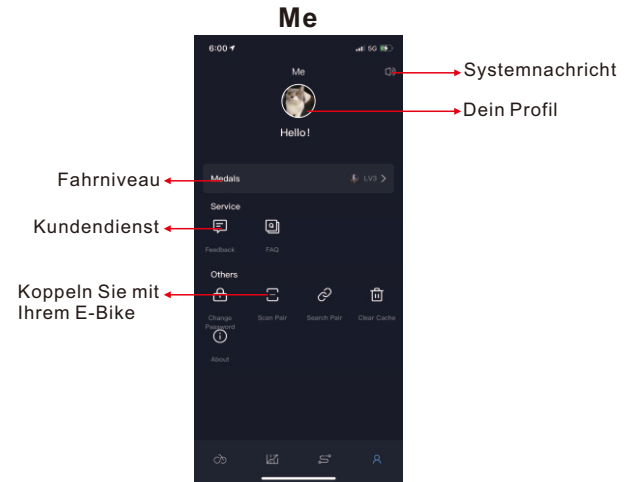 Me
6:00
5G
Me
Systemnachricht
Dein Profil
Hello!
Fahrniveau
Medals
LV3
Service
Kundendienst
Feedback
FAQ
Others
Koppeln Sie mit
Ihrem E-Bike
Change
Password
Scan Pair
Search Pair
Clear Cache
About